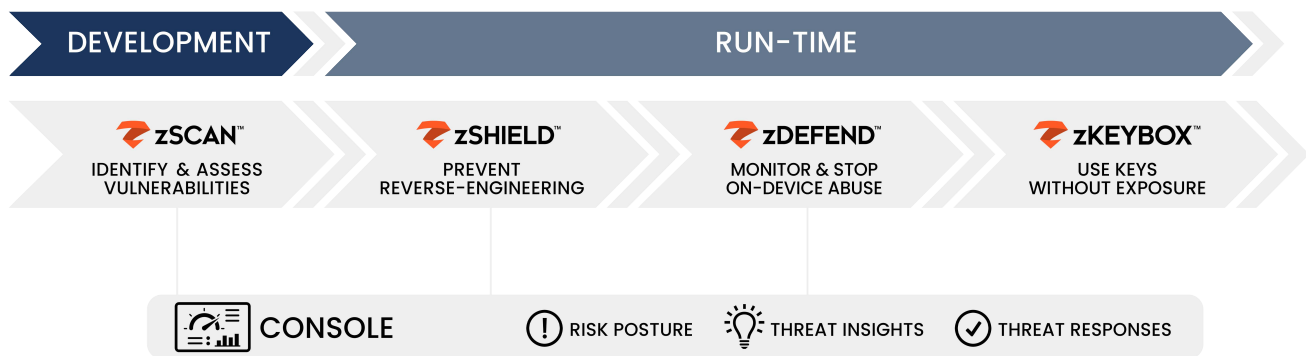 DEVELOPMENT
RUN-TIME
zSCAN™
IDENTIFY & ASSESS
VULNERABILITIES
zSHIELD™
PREVENT
REVERSE-ENGINEERING
zDEFEND™
MONITOR & STOP
ON-DEVICE ABUSE
zKEYBOX™
USE KEYS
WITHOUT EXPOSURE
CONSOLE
RISK POSTURE
THREAT INSIGHTS
THREAT RESPONSES